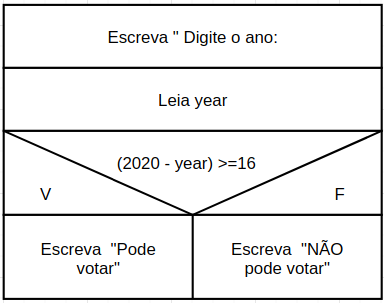 Escreva " Digite o ano:
Leia year
(2020 - year) >=16
V
F
Escreva "Pode
votar"
Escreva "NÃO
pode votar"